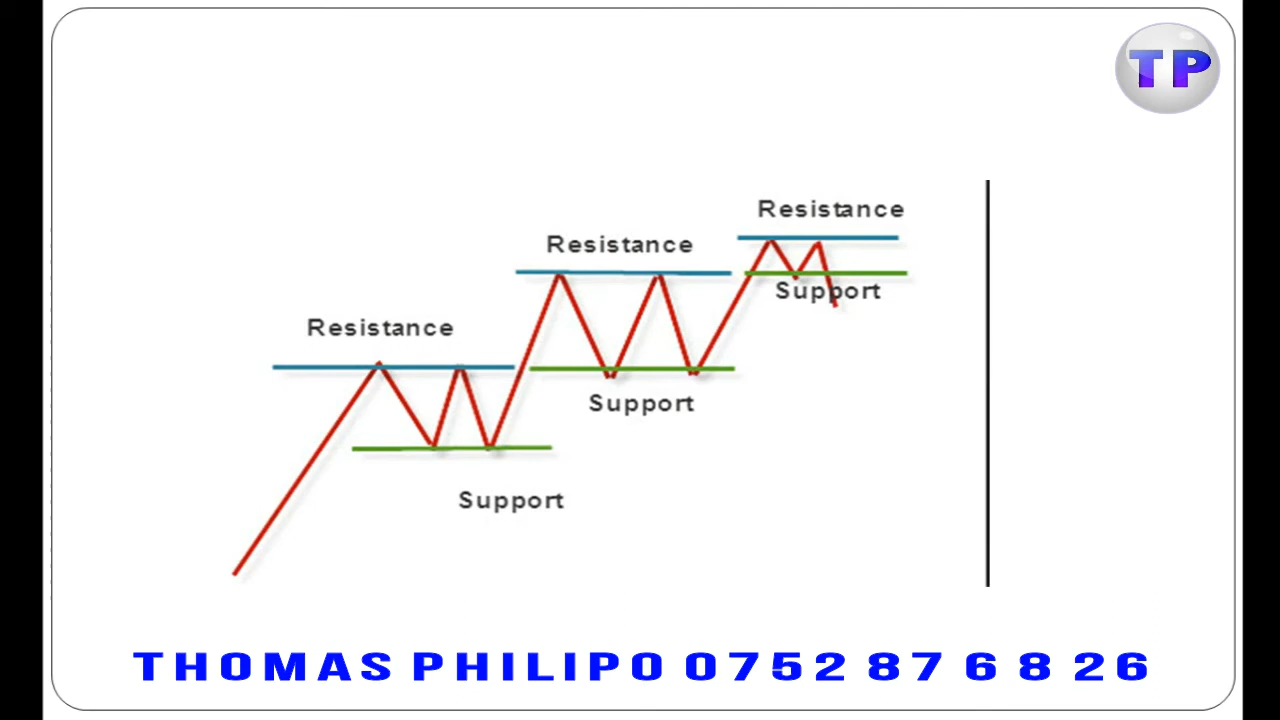 TP
Resistance
Resistance
Resistance
Support
Support
Support
THOMAS PHILIPO 0752 87 6 8 26